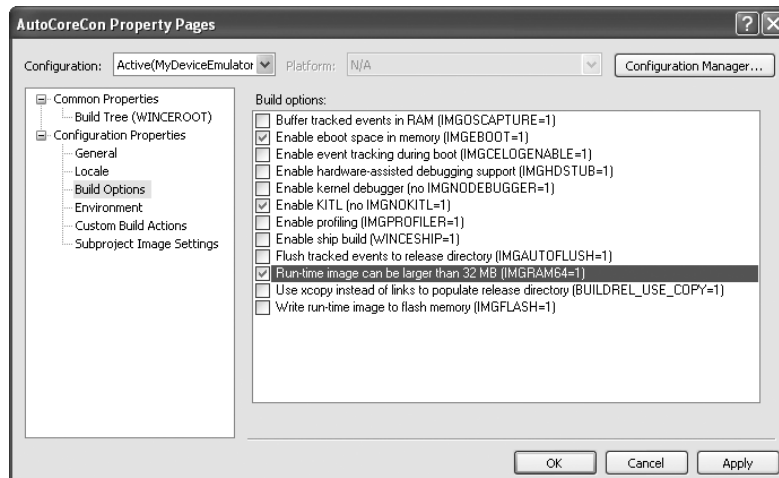 AutoCoreCon Property Pages
Configuration: Active(MyDeviceEmulator Platform: N/A Configuration Manager...
Common Properties
Build Tree (WINCEROOT)
Configuration Properties
General
Locale
Build Options
Environment
Custom Build Actions
Subproject Image Settings
Build options:
Buffer tracked events in RAM (IMGOSCAPTURE=1)
Enable eboot space in memory (IMGEBOOT=1)
Enable event tracking during boot (IMGCELOGENABLE=1)
Enable hardware-assisted debugging support (IMGHDSTUB=1)
Enable kernel debugger (no IMGNODEBUGGER=1)
Enable KITL (no IMGNOKITL=1)
Enable profiling (IMGPROFILER=1)
Enable ship build (WINCESHIP=1)
Flush tracked events to release directory (IMGAUTOFLUSH=1)
Run-time image can be larger than 32 MB (IMGRAM64=1)
Use xcopy instead of links to populate release directory (BUILDREL_USE_COPY=1)
Write run-time image to flash memory (IMGFLASH=1)
OK Cancel Apply